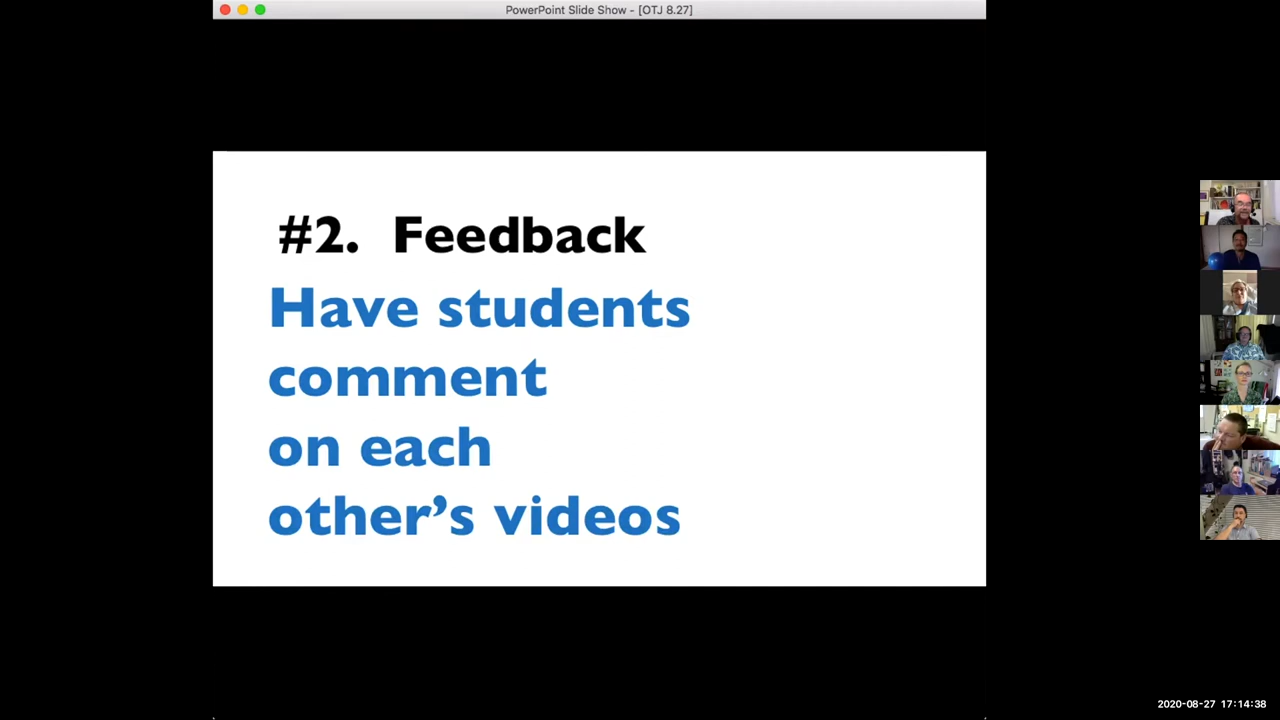 PowerPoint Slide Show - [OTJ 8.27]
#2. Feedback
Have students
comment
on each
other’s videos
2020-08-27 17:14:38